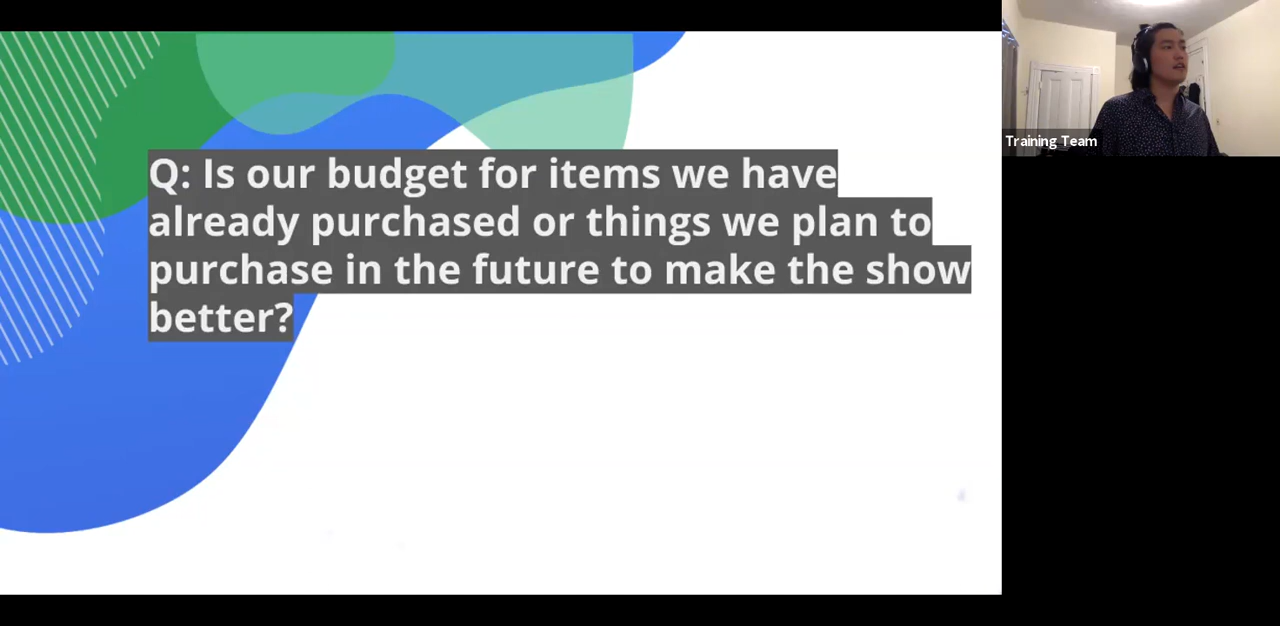 Q: Is our budget for items we have
already purchased or things we plan to
purchase in the future to make the show
better?
Training Team